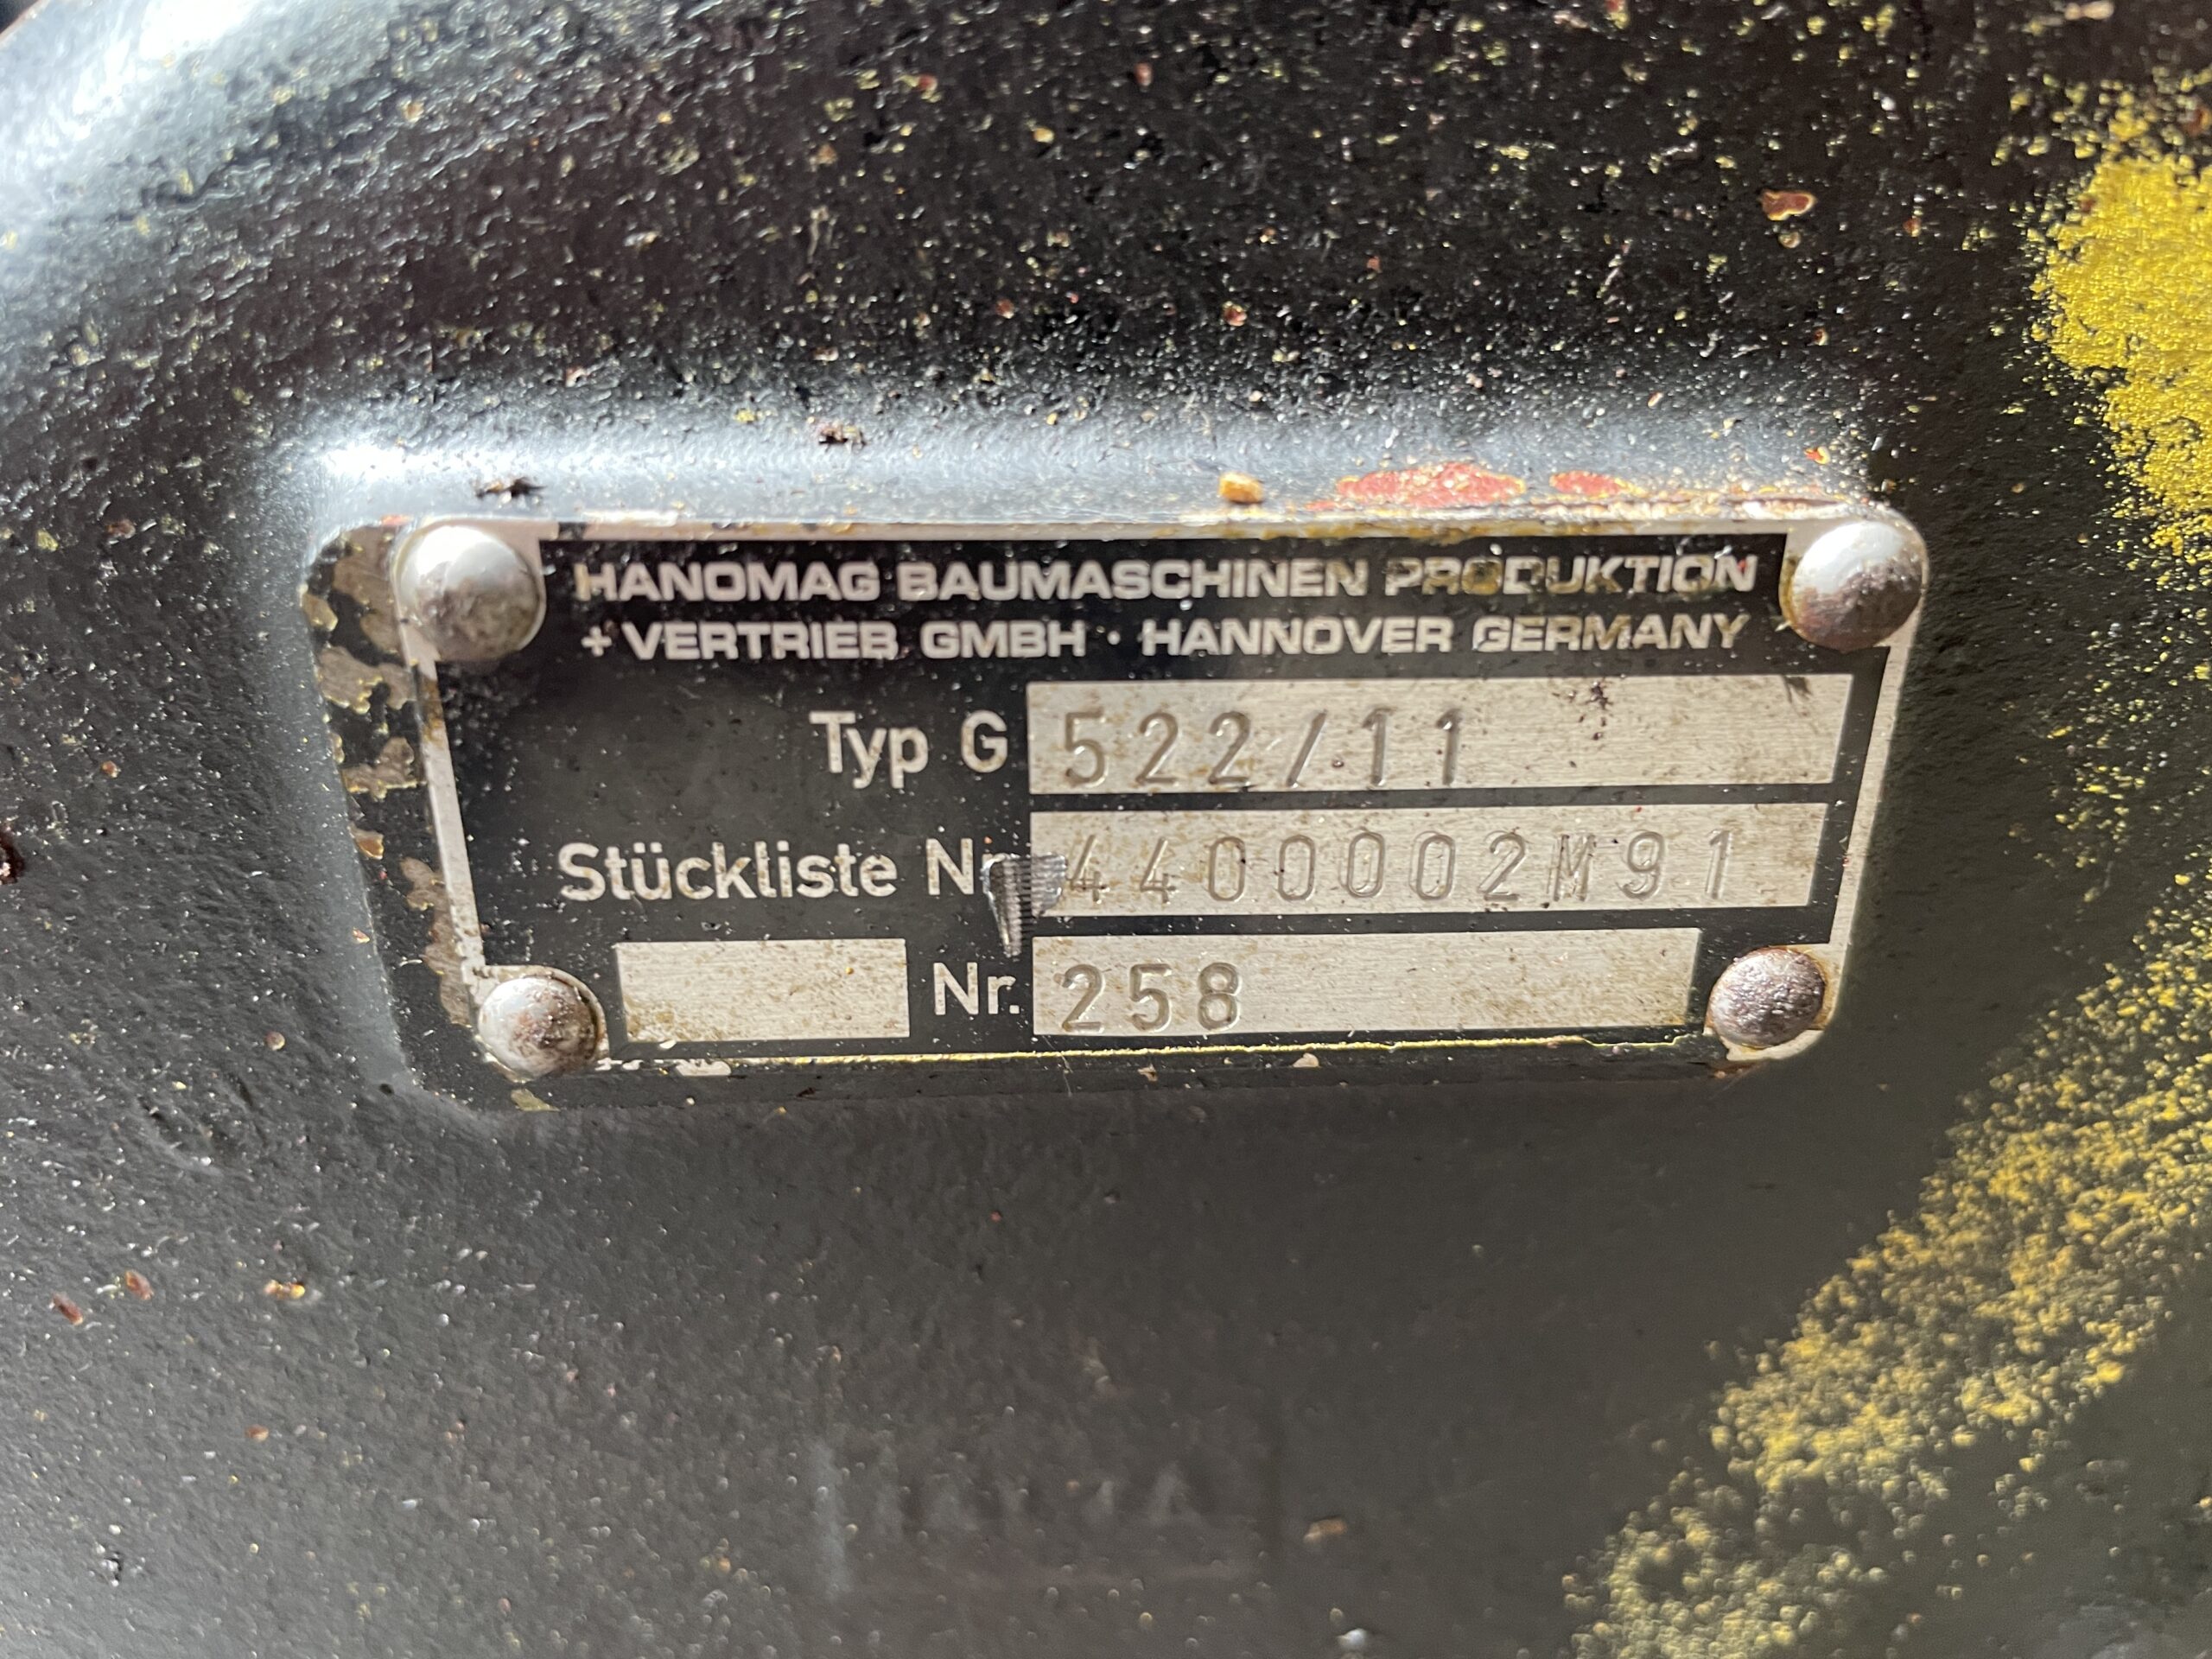 HANOMAG BAUMASCHINEN PRODUKTION
+ VERTRIEB GMBH · HANNOVER GERMANY
Typ G 522/11
Stückliste Nr. 4400002M91
Nr. 258